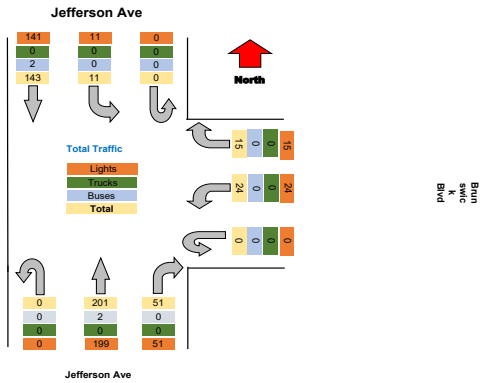 Jefferson Ave
141 11 0
0 0 0
2 0 0
143 11 0
North
Total Traffic
Lights
Trucks
Buses
Total
15 0 0 15
24 0 0 24
0 0 0 0
Brun
swic
k
Blvd
0 201 51
0 2 0
0 0 0
0 199 51
Jefferson Ave